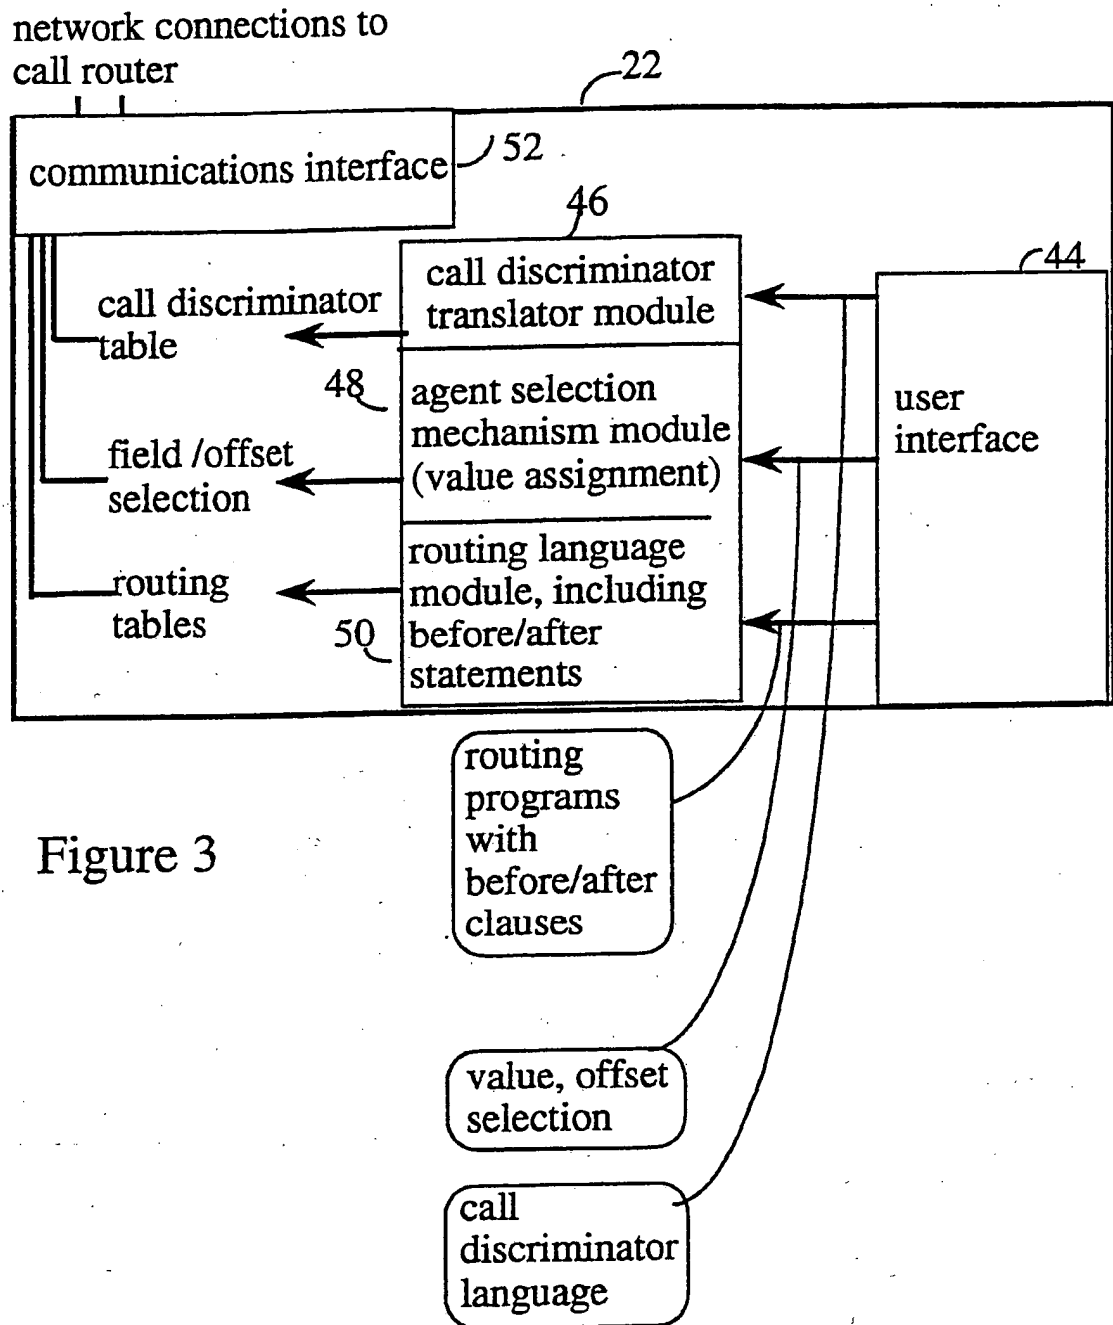 network connections to
call router
22
communications interface
52
46
44
call discriminator
translator module
call discriminator
table
48
agent selection
mechanism module
(value assignment)
user
interface
field /offset
selection
routing language
module, including
before/after
statements
routing
tables
50
routing
programs
with
before/after
clauses
Figure 3
value, offset
selection
call
discriminator
language